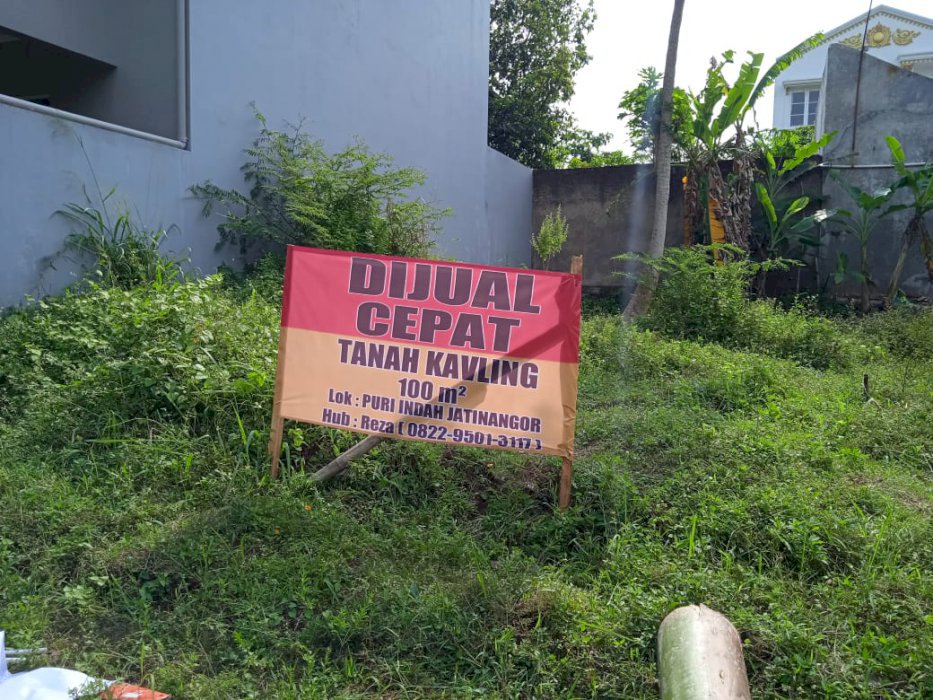 DIJUAL
CEPAT
TANAH KAVLING
100 m²
Lok : PURI INDAH JATINANGOR
Hub : Reza ( 0822-9501-3117 )